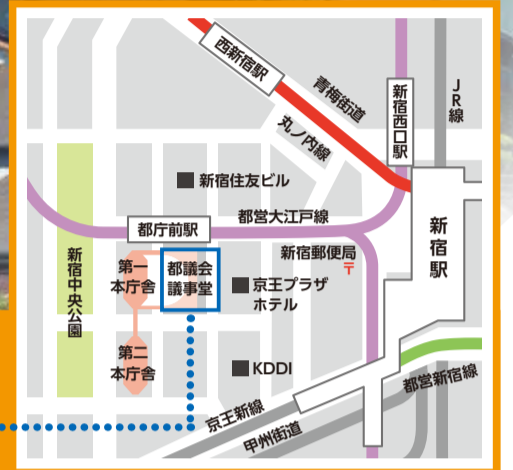 西新宿駅
青梅街道
丸ノ内線
新宿西口駅
JR線
新宿住友ビル
都庁前駅
都営大江戸線
新宿駅
新宿中央公園
第一
本庁舎
都議会
議事堂
新宿郵便局
〒
京王プラザ
ホテル
第二
本庁舎
KDDI
京王新線
甲州街道
都営新宿線